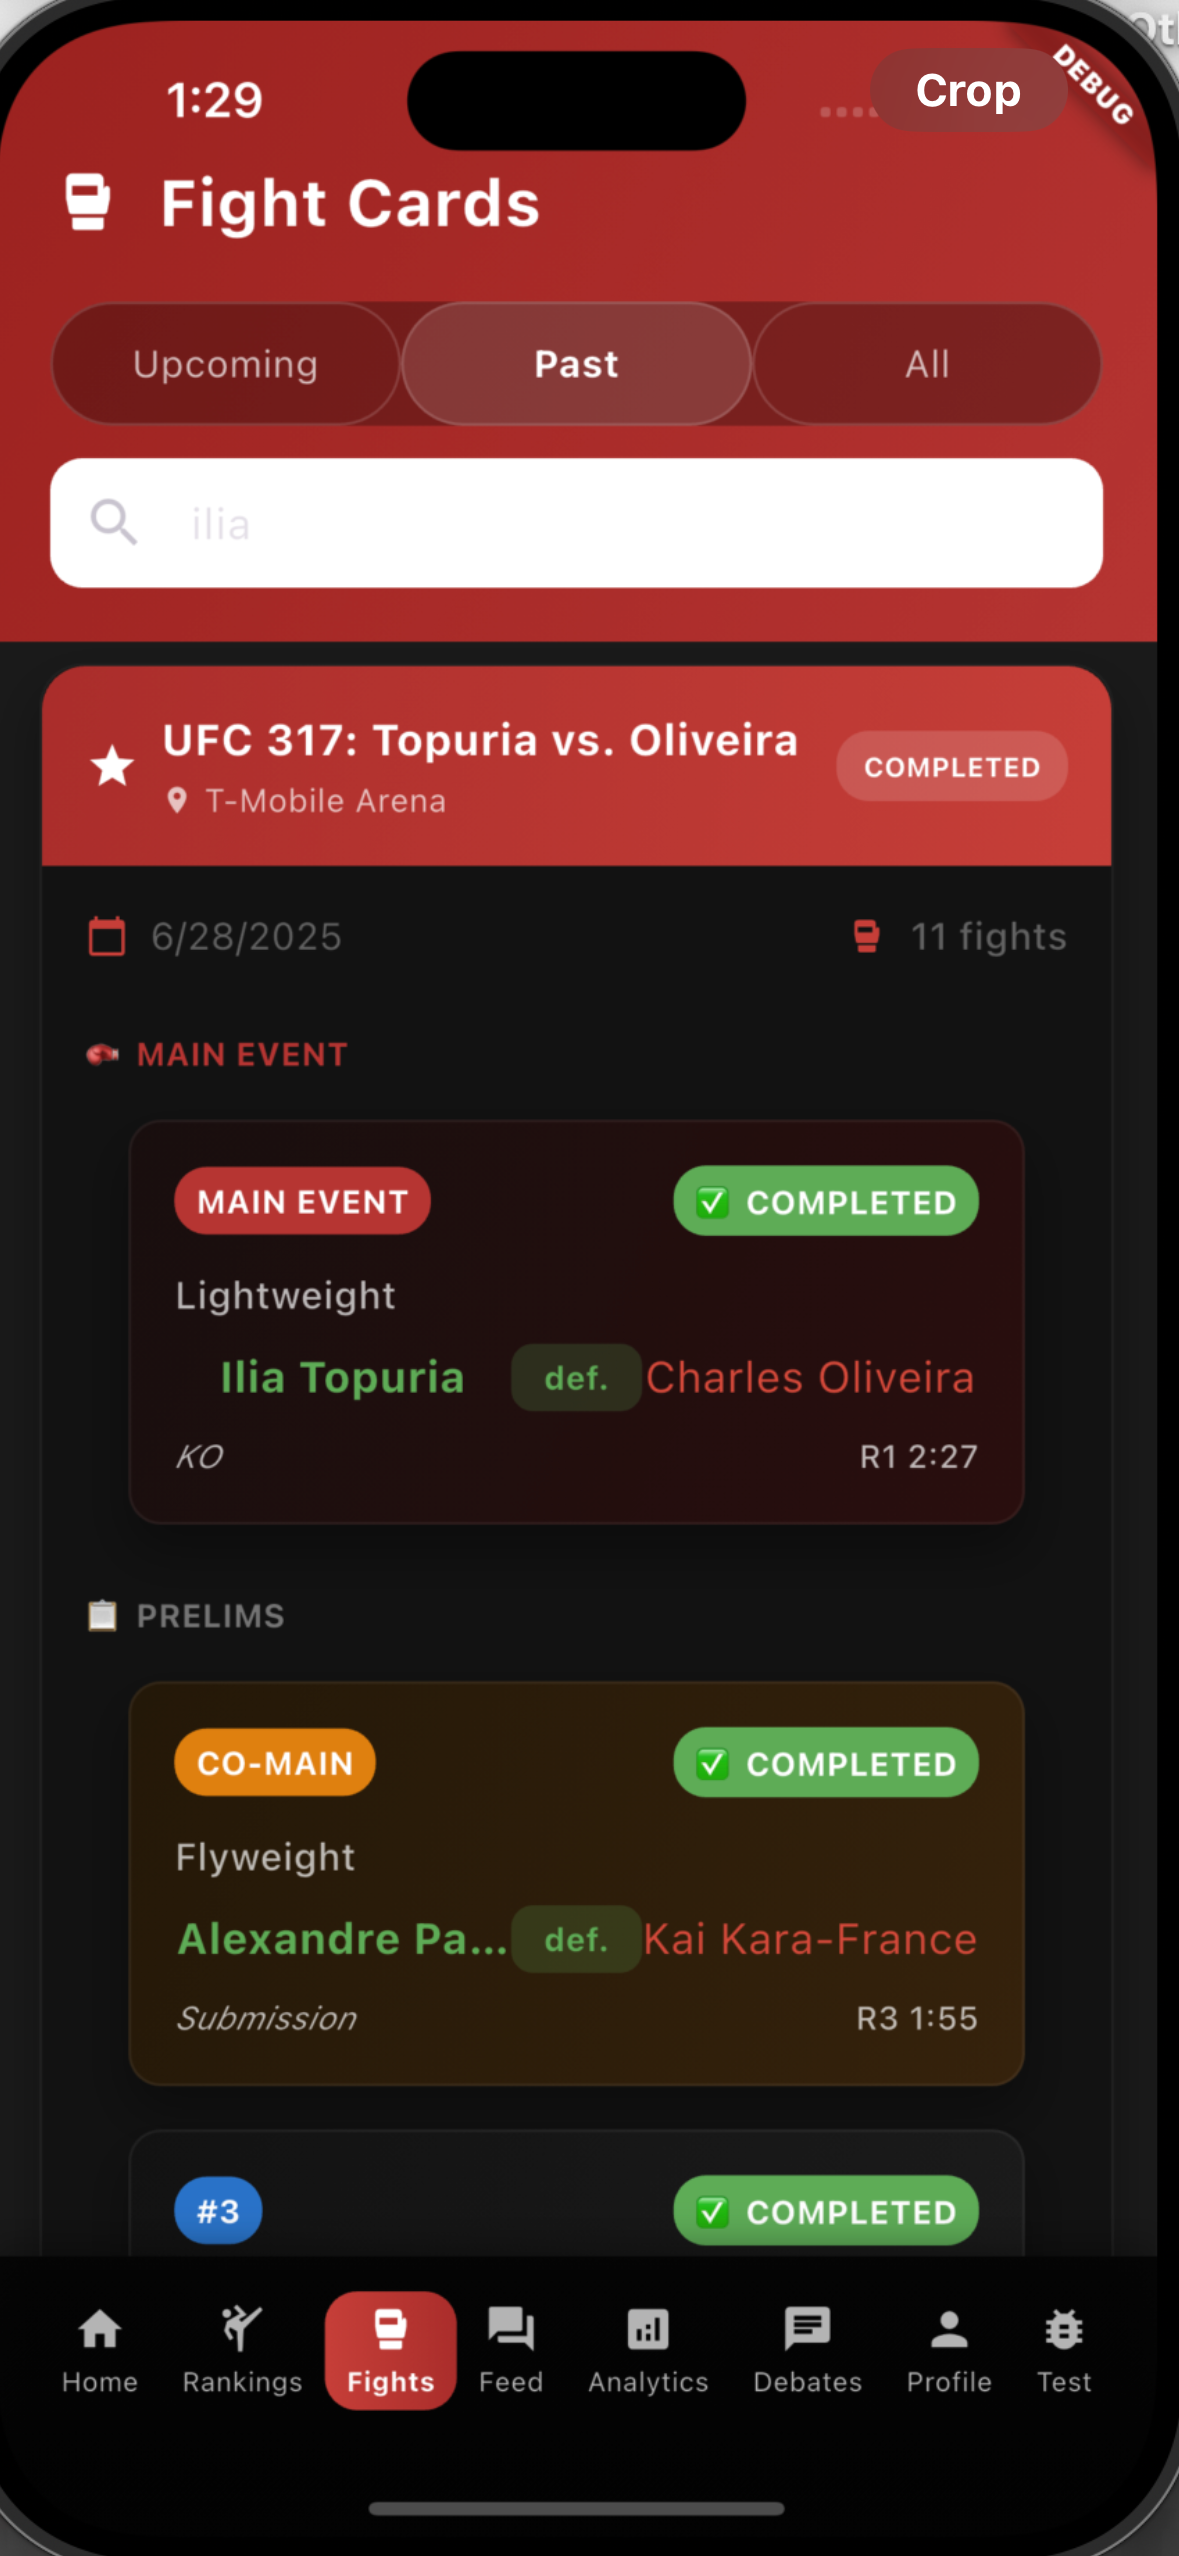 1:29
Crop
DEBUG
Fight Cards
Upcoming
Past
All
ilia
UFC 317: Topuria vs. Oliveira
T-Mobile Arena
COMPLETED
6/28/2025
11 fights
MAIN EVENT
MAIN EVENT
COMPLETED
Lightweight
Ilia Topuria
def.
Charles Oliveira
KO
R1 2:27
PRELIMS
CO-MAIN
COMPLETED
Flyweight
Alexandre Pa...
def.
Kai Kara-France
Submission
R3 1:55
#3
COMPLETED
Home
Rankings
Fights
Feed
Analytics
Debates
Profile
Test